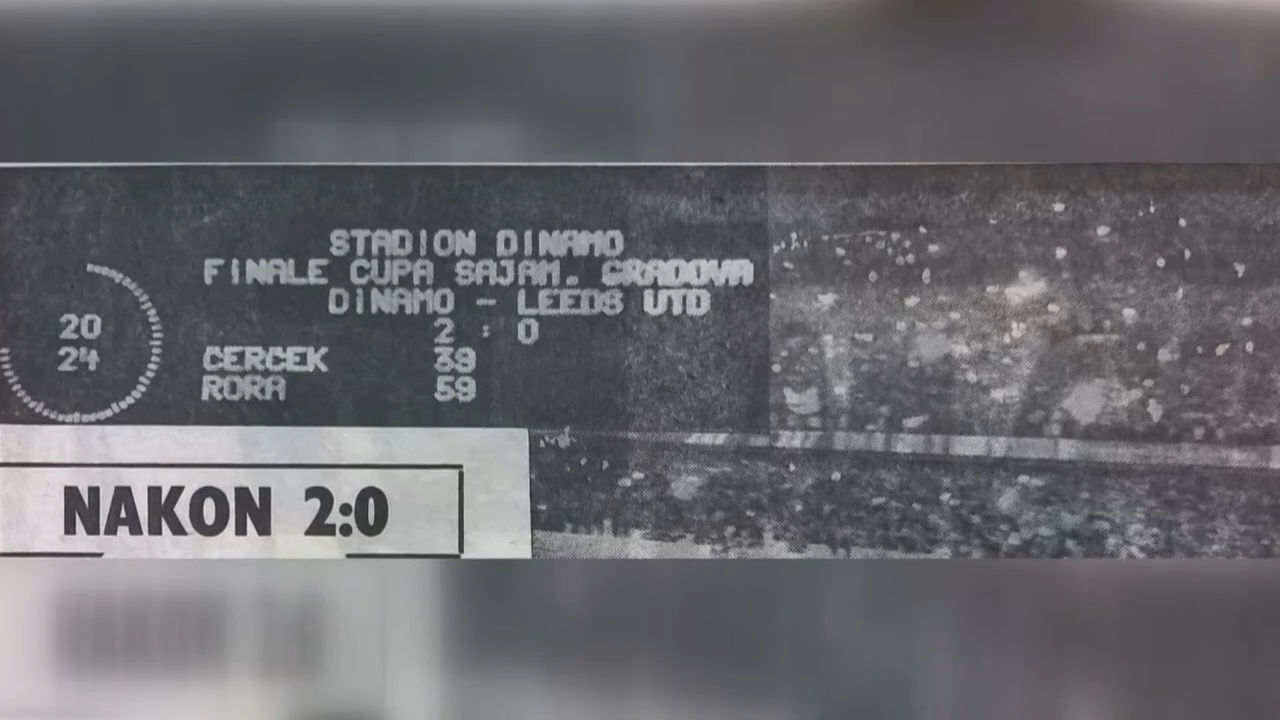 STADION DINAMO
FINALE CUPA SAJAM. GRADOVA
DINAMO - LEEDS UTD
2 : 0
20
24
CERCEK 39
RORA 59
NAKON 2:0